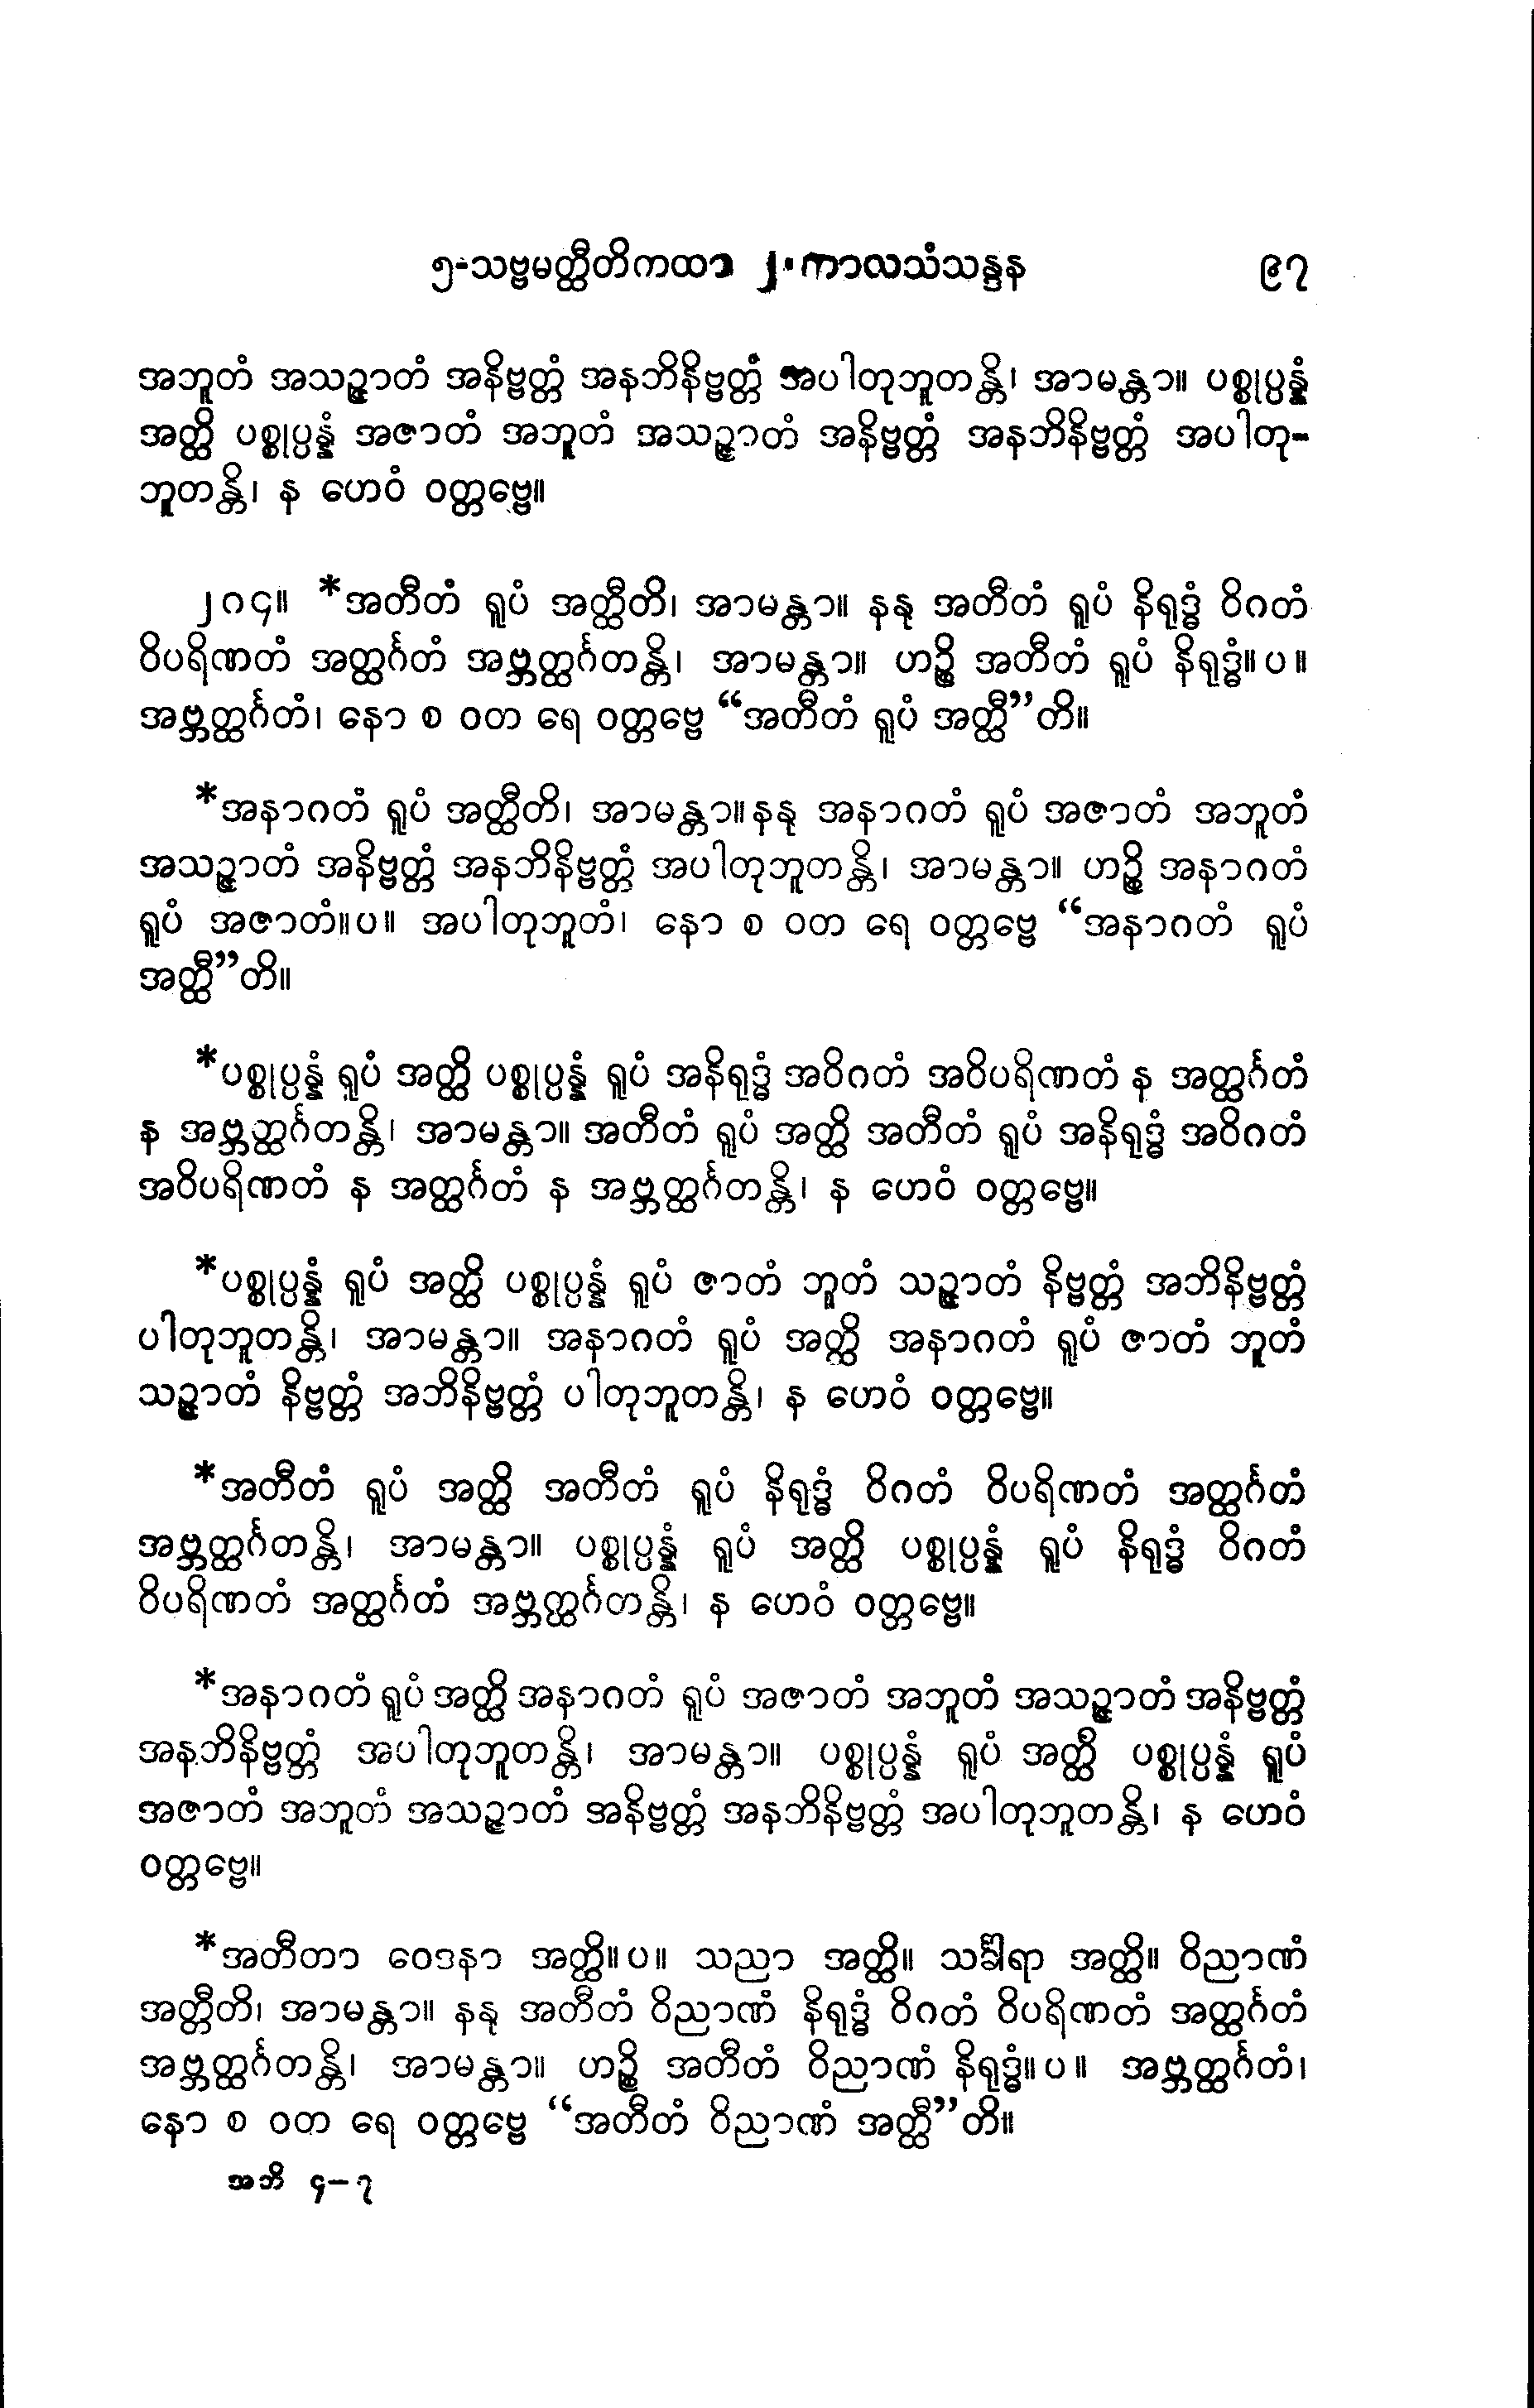 ၅-သဗ္ဗမတ္ထီတိကထာ ၂.ကာလသံသန္ဒန ၉၇
အဘူတံ အသဉ္ဇာတံ အနိဗ္ဗတ္တံ အနဘိနိဗ္ဗတ္တံ အပါတုဘူတန္တိ၊ အာမန္တာ။ ပစ္စုပ္ပန္နံ
အတ္ထိ ပစ္စုပ္ပန္နံ အဇာတံ အဘူတံ အသဉ္ဇာတံ အနိဗ္ဗတ္တံ အနဘိနိဗ္ဗတ္တံ အပါတု-
ဘူတန္တိ၊ န ဟေဝံ ဝတ္တဗ္ဗေ။
၂၈၄။ *အတီတံ ရူပံ အတ္ထီတိ၊ အာမန္တာ။ နနု အတီတံ ရူပံ နိရုဒ္ဓံ ဝိဂတံ
ဝိပရိဏတံ အတ္ထင်္ဂတံ အဗ္ဘတ္ထင်္ဂတန္တိ၊ အာမန္တာ။ ဟဉ္စိ အတီတံ ရူပံ နိရုဒ္ဓံ။ပ။
အဗ္ဘတ္ထင်္ဂတံ၊ နော စ ဝတ ရေ ဝတ္တဗ္ဗေ “အတီတံ ရူပံ အတ္ထီ”တိ။
*အနာဂတံ ရူပံ အတ္ထီတိ၊ အာမန္တာ။နနု အနာဂတံ ရူပံ အဇာတံ အဘူတံ
အသဉ္ဇာတံ အနိဗ္ဗတ္တံ အနဘိနိဗ္ဗတ္တံ အပါတုဘူတန္တိ၊ အာမန္တာ။ ဟဉ္စိ အနာဂတံ
ရူပံ အဇာတံ။ပ။ အပါတုဘူတံ၊ နော စ ဝတ ရေ ဝတ္တဗ္ဗေ “အနာဂတံ ရူပံ
အတ္ထီ”တိ။
*ပစ္စုပ္ပန္နံ ရူပံ အတ္ထိ ပစ္စုပ္ပန္နံ ရူပံ အနိရုဒ္ဓံ အဝိဂတံ အဝိပရိဏတံ န အတ္ထင်္ဂတံ
န အဗ္ဘတ္ထင်္ဂတန္တိ၊ အာမန္တာ။ အတီတံ ရူပံ အတ္ထိ အတီတံ ရူပံ အနိရုဒ္ဓံ အဝိဂတံ
အဝိပရိဏတံ န အတ္ထင်္ဂတံ န အဗ္ဘတ္ထင်္ဂတန္တိ၊ န ဟေဝံ ဝတ္တဗ္ဗေ။
*ပစ္စုပ္ပန္နံ ရူပံ အတ္ထိ ပစ္စုပ္ပန္နံ ရူပံ ဇာတံ ဘူတံ သဉ္ဇာတံ နိဗ္ဗတ္တံ အဘိနိဗ္ဗတ္တံ
ပါတုဘူတန္တိ၊ အာမန္တာ။ အနာဂတံ ရူပံ အတ္ထိ အနာဂတံ ရူပံ ဇာတံ ဘူတံ
သဉ္ဇာတံ နိဗ္ဗတ္တံ အဘိနိဗ္ဗတ္တံ ပါတုဘူတန္တိ၊ န ဟေဝံ ဝတ္တဗ္ဗေ။
*အတီတံ ရူပံ အတ္ထိ အတီတံ ရူပံ နိရုဒ္ဓံ ဝိဂတံ ဝိပရိဏတံ အတ္ထင်္ဂတံ
အဗ္ဘတ္ထင်္ဂတန္တိ၊ အာမန္တာ။ ပစ္စုပ္ပန္နံ ရူပံ အတ္ထိ ပစ္စုပ္ပန္နံ ရူပံ နိရုဒ္ဓံ ဝိဂတံ
ဝိပရိဏတံ အတ္ထင်္ဂတံ အဗ္ဘတ္ထင်္ဂတန္တိ၊ န ဟေဝံ ဝတ္တဗ္ဗေ။
*အနာဂတံ ရူပံ အတ္ထိ အနာဂတံ ရူပံ အဇာတံ အဘူတံ အသဉ္ဇာတံ အနိဗ္ဗတ္တံ
အနဘိနိဗ္ဗတ္တံ အပါတုဘူတန္တိ၊ အာမန္တာ။ ပစ္စုပ္ပန္နံ ရူပံ အတ္ထိ ပစ္စုပ္ပန္နံ ရူပံ
အဇာတံ အဘူတံ အသဉ္ဇာတံ အနိဗ္ဗတ္တံ အနဘိနိဗ္ဗတ္တံ အပါတုဘူတန္တိ၊ န ဟေဝံ
ဝတ္တဗ္ဗေ။
*အတီတာ ဝေဒနာ အတ္ထိ။ပ။ သညာ အတ္ထိ။ သင်္ခါရာ အတ္ထိ။ ဝိညာဏံ
အတ္ထီတိ၊ အာမန္တာ။ နနု အတီတံ ဝိညာဏံ နိရုဒ္ဓံ ဝိဂတံ ဝိပရိဏတံ အတ္ထင်္ဂတံ
အဗ္ဘတ္ထင်္ဂတန္တိ၊ အာမန္တာ။ ဟဉ္စိ အတီတံ ဝိညာဏံ နိရုဒ္ဓံ။ပ။ အဗ္ဘတ္ထင်္ဂတံ၊
နော စ ဝတ ရေ ဝတ္တဗ္ဗေ “အတီတံ ဝိညာဏံ အတ္ထီ”တိ။
အဘိ ၄-၇